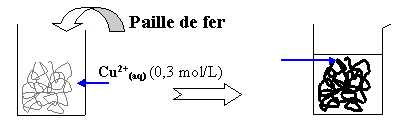 Paille de fer
Cu²⁺(aq) (0,3 mol/L)